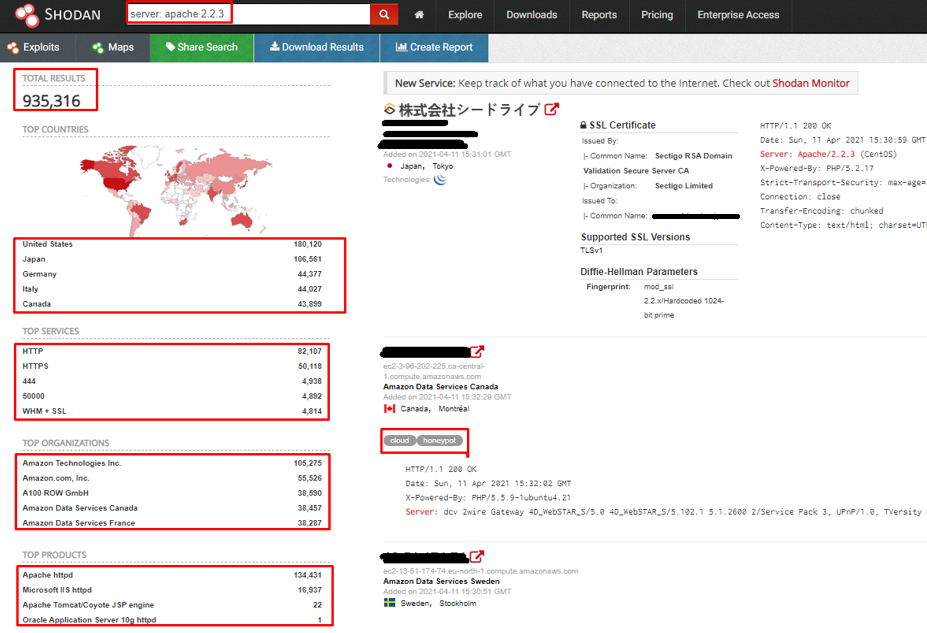 SHODAN
server: apache 2.2.3
Explore
Downloads
Reports
Pricing
Enterprise Access
Exploits
Maps
Share Search
Download Results
Create Report
TOTAL RESULTS
935,316
TOP COUNTRIES
United States 180,120
Japan 106,561
Germany 44,377
Italy 44,027
Canada 43,899
TOP SERVICES
HTTP 82,107
HTTPS 50,118
444 4,938
50000 4,892
WHM + SSL 4,814
TOP ORGANIZATIONS
Amazon Technologies Inc. 105,275
Amazon.com, Inc. 55,526
A100 ROW GmbH 38,590
Amazon Data Services Canada 38,457
Amazon Data Services France 38,287
TOP PRODUCTS
Apache httpd 134,431
Microsoft IIS httpd 16,937
Apache Tomcat/Coyote JSP engine 22
Oracle Application Server 10g httpd 1
New Service: Keep track of what you have connected to the Internet. Check out Shodan Monitor
株式会社シードライブ
Added on 2021-04-11 15:31:01 GMT
Japan, Tokyo
Technologies:
SSL Certificate
Issued By:
|- Common Name: Sectigo RSA Domain
Validation Secure Server CA
|- Organization: Sectigo Limited
Issued To:
|- Common Name:
Supported SSL Versions
TLSv1
Diffie-Hellman Parameters
Fingerprint: mod_ssl
2.2.x/Hardcoded 1024-
bit prime
HTTP/1.1 200 OK
Date: Sun, 11 Apr 2021 15:30:59 GMT
Server: Apache/2.2.3 (CentOS)
X-Powered-By: PHP/5.2.17
Strict-Transport-Security: max-age=
Connection: close
Transfer-Encoding: chunked
Content-Type: text/html; charset=UT
ec2-3-96-202-225.ca-central-
1.compute.amazonaws.com
Amazon Data Services Canada
Added on 2021-04-11 15:32:29 GMT
Canada, Montréal
cloud honeypot
HTTP/1.1 200 OK
Date: Sun, 11 Apr 2021 15:32:02 GMT
X-Powered-By: PHP/5.5.9-1ubuntu4.21
Server: dcv 2wire Gateway 4D_WebSTAR_S/5.0 4D_WebSTAR_S/5.102.1 5.1.2600 2/Service Pack 3, UPnP/1.0, TVersity
ec2-13-51-174-74.eu-north-1.compute.amazonaws.com
Amazon Data Services Sweden
Added on 2021-04-11 15:30:51 GMT
Sweden, Stockholm